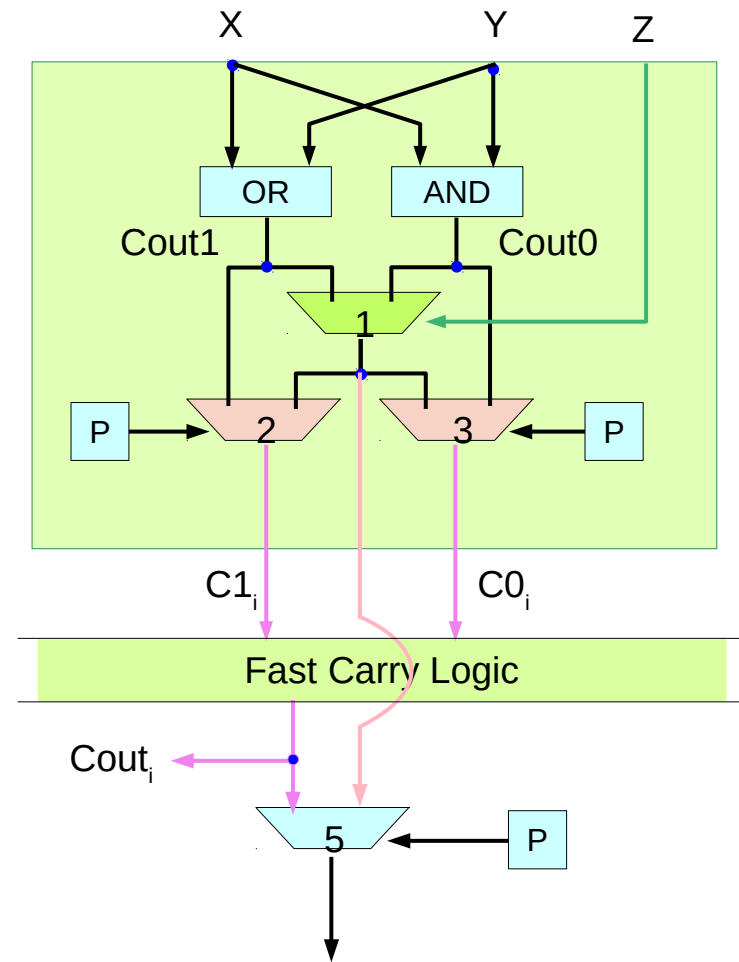 X Y Z
OR AND
Cout1 Cout0
1
P 2 3 P
C1i C0i
Fast Carry Logic
Couti
5 P